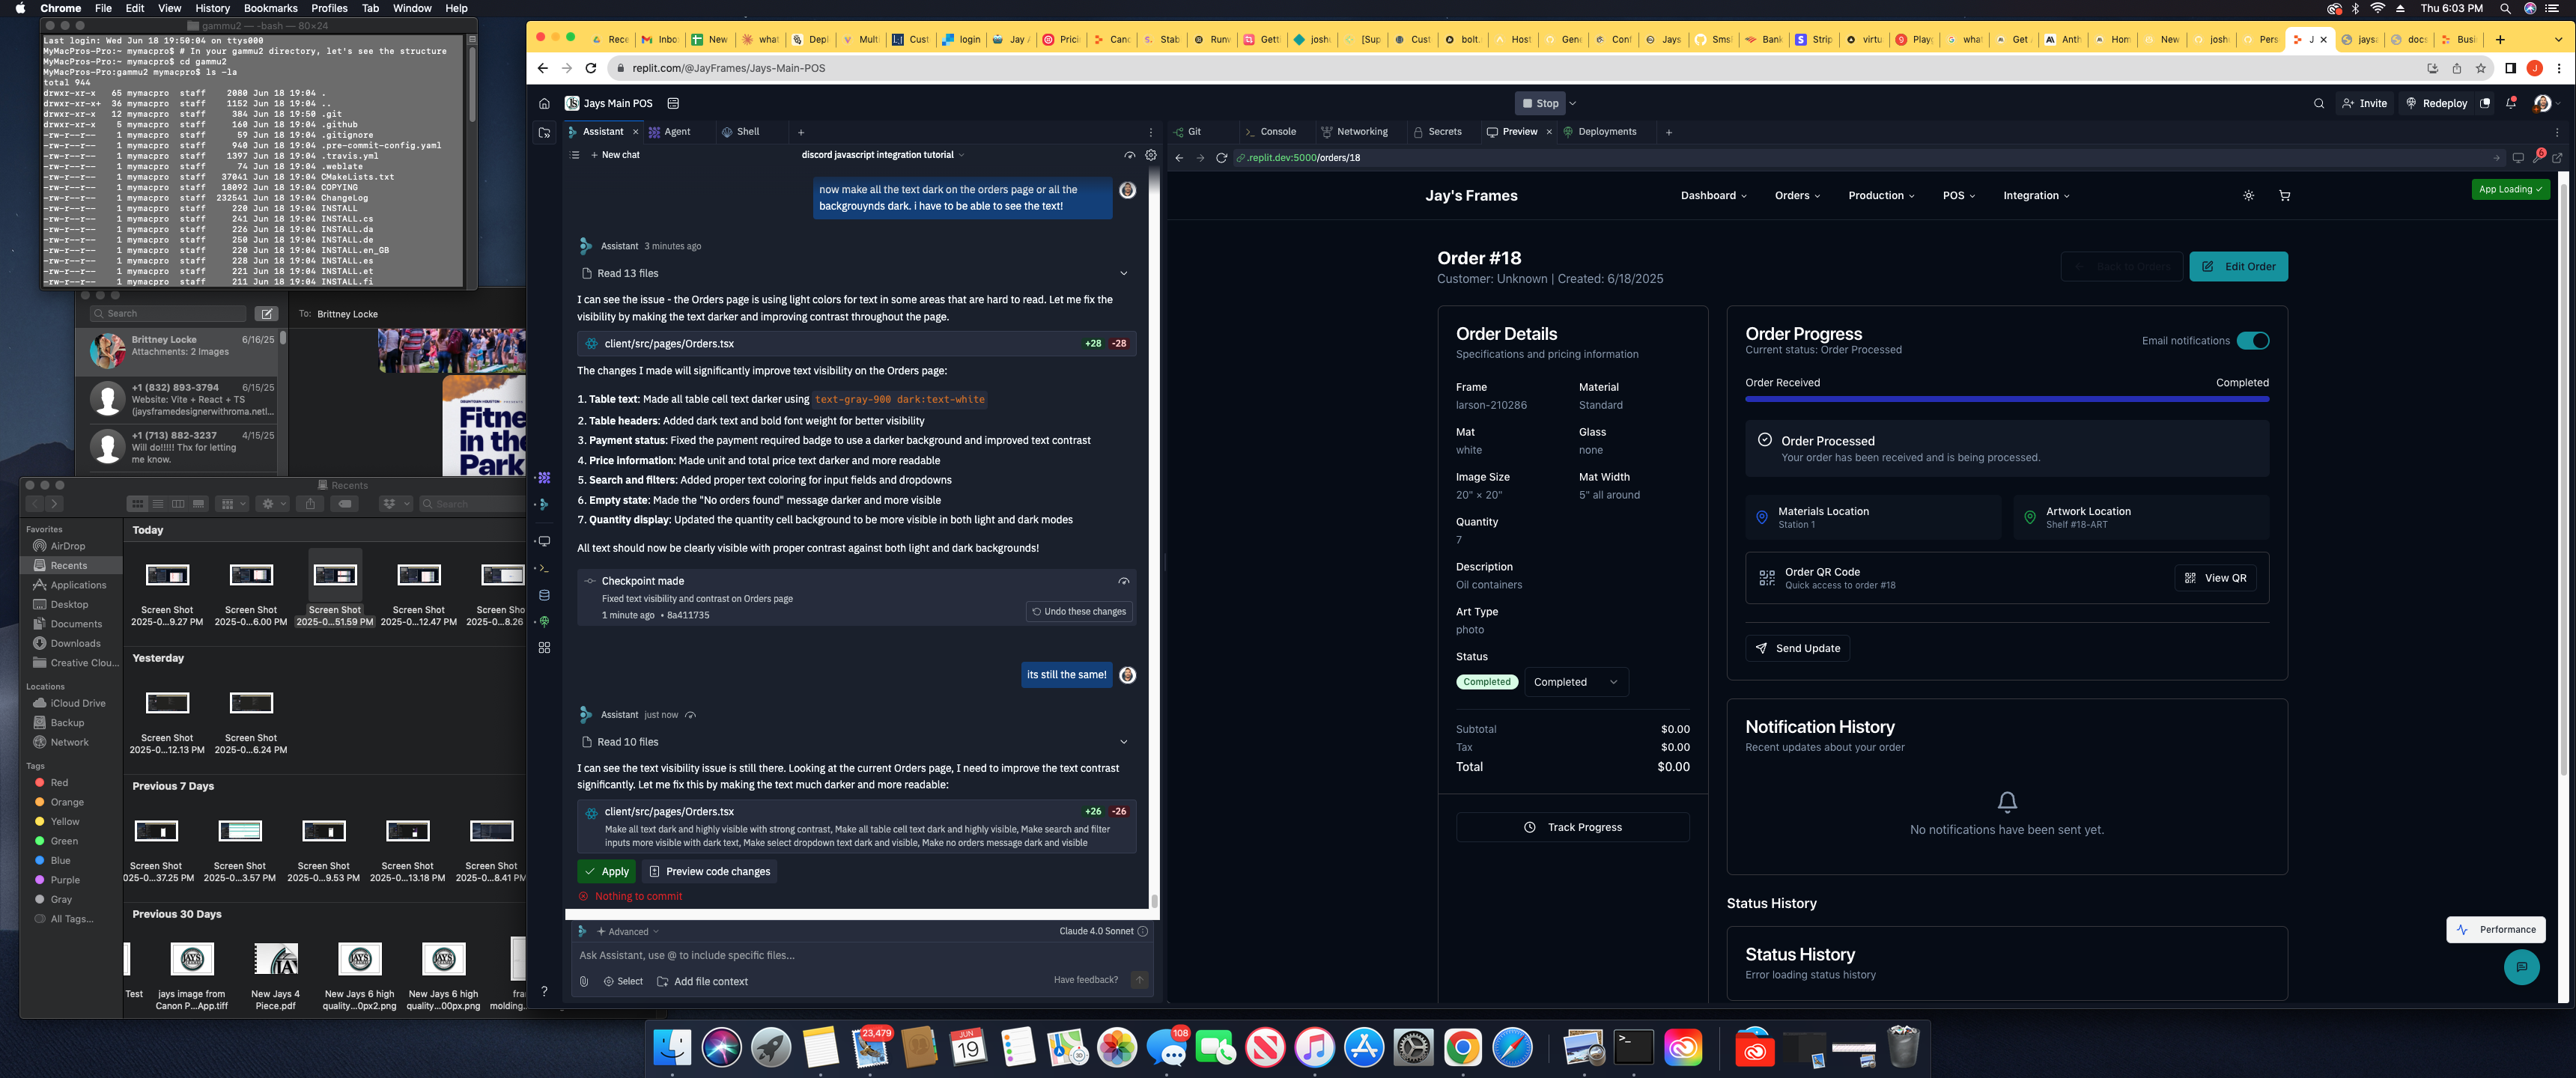 Chrome File Edit View History Bookmarks Profiles Tab Window Help
Thu 6:03 PM
gammu2 — -bash — 80×24
Last login: Wed Jun 18 19:50:04 on ttys000
MyMacPros-Pro:~ mymacpro$ # In your gammu2 directory, let's see the structure
MyMacPros-Pro:~ mymacpro$ cd gammu2
MyMacPros-Pro:gammu2 mymacpro$ ls -la
total 944
drwxr-xr-x 65 mymacpro staff 2080 Jun 18 19:04 .
drwxr-xr-x+ 36 mymacpro staff 1152 Jun 18 19:04 ..
drwxr-xr-x 12 mymacpro staff 384 Jun 18 19:50 .git
drwxr-xr-x 5 mymacpro staff 160 Jun 18 19:04 .github
-rw-r--r-- 1 mymacpro staff 59 Jun 18 19:04 .gitignore
-rw-r--r-- 1 mymacpro staff 940 Jun 18 19:04 .pre-commit-config.yaml
-rw-r--r-- 1 mymacpro staff 1397 Jun 18 19:04 .travis.yml
-rw-r--r-- 1 mymacpro staff 74 Jun 18 19:04 .weblate
-rw-r--r-- 1 mymacpro staff 37041 Jun 18 19:04 CMakeLists.txt
-rw-r--r-- 1 mymacpro staff 18092 Jun 18 19:04 COPYING
-rw-r--r-- 1 mymacpro staff 232541 Jun 18 19:04 ChangeLog
-rw-r--r-- 1 mymacpro staff 220 Jun 18 19:04 INSTALL
-rw-r--r-- 1 mymacpro staff 241 Jun 18 19:04 INSTALL.cs
-rw-r--r-- 1 mymacpro staff 226 Jun 18 19:04 INSTALL.da
-rw-r--r-- 1 mymacpro staff 250 Jun 18 19:04 INSTALL.de
-rw-r--r-- 1 mymacpro staff 220 Jun 18 19:04 INSTALL.en_GB
-rw-r--r-- 1 mymacpro staff 228 Jun 18 19:04 INSTALL.es
-rw-r--r-- 1 mymacpro staff 221 Jun 18 19:04 INSTALL.et
-rw-r--r-- 1 mymacpro staff 211 Jun 18 19:04 INSTALL.fi
Search
To: Brittney Locke
Brittney Locke 6/16/25
Attachments: 2 Images
+1 (832) 893-3794 6/15/25
Website: Vite + React + TS
(jaysframedesignerwithroma.netl...
+1 (713) 882-3237 4/15/25
Will do!!!!! Thx for letting
me know.
Fitne
in the
Park
Recents
Search
Favorites
AirDrop
Recents
Applications
Desktop
Documents
Downloads
Creative Clou...
Locations
iCloud Drive
Backup
Network
Tags
Red
Orange
Yellow
Green
Blue
Purple
Gray
All Tags...
Today
Screen Shot Screen Shot Screen Shot Screen Shot Screen Sho
2025-0...9.27 PM 2025-0...6.00 PM 2025-0...51.59 PM 2025-0...12.47 PM 2025-0...8.26
Yesterday
Screen Shot Screen Shot
2025-0...12.13 PM 2025-0...6.24 PM
Previous 7 Days
Screen Shot Screen Shot Screen Shot Screen Shot Screen Shot
025-0...37.25 PM 2025-0...3.57 PM 2025-0...9.53 PM 2025-0...13.18 PM 2025-0...8.41 PM
Previous 30 Days
Test jays image from New Jays 4 New Jays 6 high New Jays 6 high fra
Canon P...App.tiff Piece.pdf quality...0px2.png quality...00px.png molding...
Rece Inbo New what Depl Mult Cust login Jay Pric Canc Stab Runw Gett josh [Sup Cust bolt. Host Gene Conf Jays Smsl Bank Strip virtu Play what Get Anth Hom New josh Pers J jaysa docs Busi
replit.com/@JayFrames/Jays-Main-POS
Jays Main POS
Stop
Invite
Redeploy
Assistant
Agent
Shell
New chat
discord javascript integration tutorial
now make all the text dark on the orders page or all the
backgrouynds dark. i have to be able to see the text!
Assistant 3 minutes ago
Read 13 files
I can see the issue - the Orders page is using light colors for text in some areas that are hard to read. Let me fix the
visibility by making the text darker and improving contrast throughout the page.
client/src/pages/Orders.tsx +28 -28
The changes I made will significantly improve text visibility on the Orders page:
1. Table text: Made all table cell text darker using text-gray-900 dark:text-white
2. Table headers: Added dark text and bold font weight for better visibility
3. Payment status: Fixed the payment required badge to use a darker background and improved text contrast
4. Price information: Made unit and total price text darker and more readable
5. Search and filters: Added proper text coloring for input fields and dropdowns
6. Empty state: Made the "No orders found" message darker and more visible
7. Quantity display: Updated the quantity cell background to be more visible in both light and dark modes
All text should now be clearly visible with proper contrast against both light and dark backgrounds!
Checkpoint made
Fixed text visibility and contrast on Orders page
1 minute ago • 8a411735
Undo these changes
its still the same!
Assistant just now
Read 10 files
I can see the text visibility issue is still there. Looking at the current Orders page, I need to improve the text contrast
significantly. Let me fix this by making the text much darker and more readable:
client/src/pages/Orders.tsx +26 -26
Make all text dark and highly visible with strong contrast, Make all table cell text dark and highly visible, Make search and filter
inputs more visible with dark text, Make select dropdown text dark and visible, Make no orders message dark and visible
Apply
Preview code changes
Nothing to commit
Advanced
Claude 4.0 Sonnet
Ask Assistant, use @ to include specific files...
Select
Add file context
Have feedback?
Git
Console
Networking
Secrets
Preview
Deployments
.replit.dev:5000/orders/18
6
Jay's Frames
Dashboard
Orders
Production
POS
Integration
App Loading ✓
Order #18
Customer: Unknown | Created: 6/18/2025
Back to Orders
Edit Order
Order Details
Specifications and pricing information
Frame Material
larson-210286 Standard
Mat Glass
white none
Image Size Mat Width
20" × 20" 5" all around
Quantity
7
Description
Oil containers
Art Type
photo
Status
Completed
Completed
Subtotal $0.00
Tax $0.00
Total $0.00
Track Progress
Order Progress
Current status: Order Processed
Email notifications
Order Received Completed
Order Processed
Your order has been received and is being processed.
Materials Location
Station 1
Artwork Location
Shelf #18-ART
Order QR Code
Quick access to order #18
View QR
Send Update
Notification History
Recent updates about your order
No notifications have been sent yet.
Status History
Status History
Error loading status history
Performance
23,479
JUN
19
108